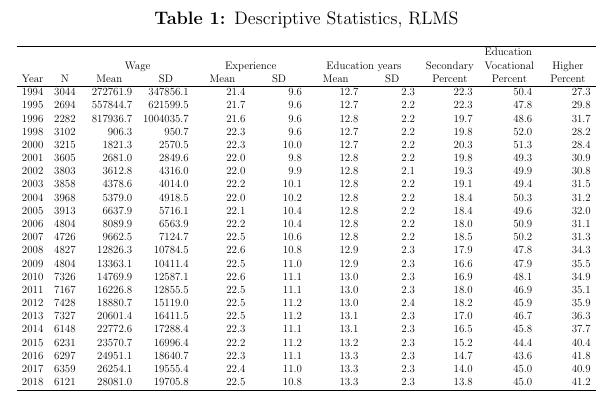 Table 1: Descriptive Statistics, RLMS
Education
Wage Experience Education years Secondary Vocational Higher
Year N Mean SD Mean SD Mean SD Percent Percent Percent
1994 3044 272761.9 347856.1 21.4 9.6 12.7 2.3 22.3 50.4 27.3
1995 2694 557844.7 621599.5 21.7 9.6 12.7 2.2 22.3 47.8 29.8
1996 2282 817936.7 1004035.7 21.6 9.6 12.8 2.2 19.7 48.6 31.7
1998 3102 906.3 950.7 22.3 9.6 12.7 2.2 19.8 52.0 28.2
2000 3215 1821.3 2570.5 22.3 10.0 12.7 2.2 20.3 51.3 28.4
2001 3605 2681.0 2849.6 22.0 9.8 12.8 2.2 19.8 49.3 30.9
2002 3803 3612.8 4316.0 22.0 9.9 12.8 2.1 19.3 49.9 30.8
2003 3858 4378.6 4014.0 22.2 10.1 12.8 2.2 19.1 49.4 31.5
2004 3968 5379.0 4918.5 22.0 10.2 12.8 2.2 18.4 50.3 31.2
2005 3913 6637.9 5716.1 22.1 10.4 12.8 2.2 18.4 49.6 32.0
2006 4804 8089.9 6563.9 22.2 10.4 12.8 2.2 18.0 50.9 31.1
2007 4726 9662.5 7124.7 22.5 10.6 12.8 2.2 18.5 50.2 31.3
2008 4827 12826.3 10784.5 22.6 10.8 12.9 2.3 17.9 47.8 34.3
2009 4804 13363.1 10411.4 22.5 11.0 12.9 2.3 16.6 47.9 35.5
2010 7326 14769.9 12587.1 22.6 11.1 13.0 2.3 16.9 48.1 34.9
2011 7167 16226.8 12855.5 22.5 11.1 13.0 2.3 18.0 46.9 35.1
2012 7428 18880.7 15119.0 22.5 11.2 13.0 2.4 18.2 45.9 35.9
2013 7327 20601.4 16411.5 22.5 11.2 13.1 2.3 17.0 46.7 36.3
2014 6148 22772.6 17288.4 22.3 11.1 13.1 2.3 16.5 45.8 37.7
2015 6231 23570.7 16996.4 22.2 11.2 13.2 2.3 15.2 44.4 40.4
2016 6297 24951.1 18640.7 22.3 11.1 13.3 2.3 14.7 43.6 41.8
2017 6359 26254.1 19555.4 22.4 11.0 13.3 2.3 14.0 45.0 40.9
2018 6121 28081.0 19705.8 22.5 10.8 13.3 2.3 13.8 45.0 41.2